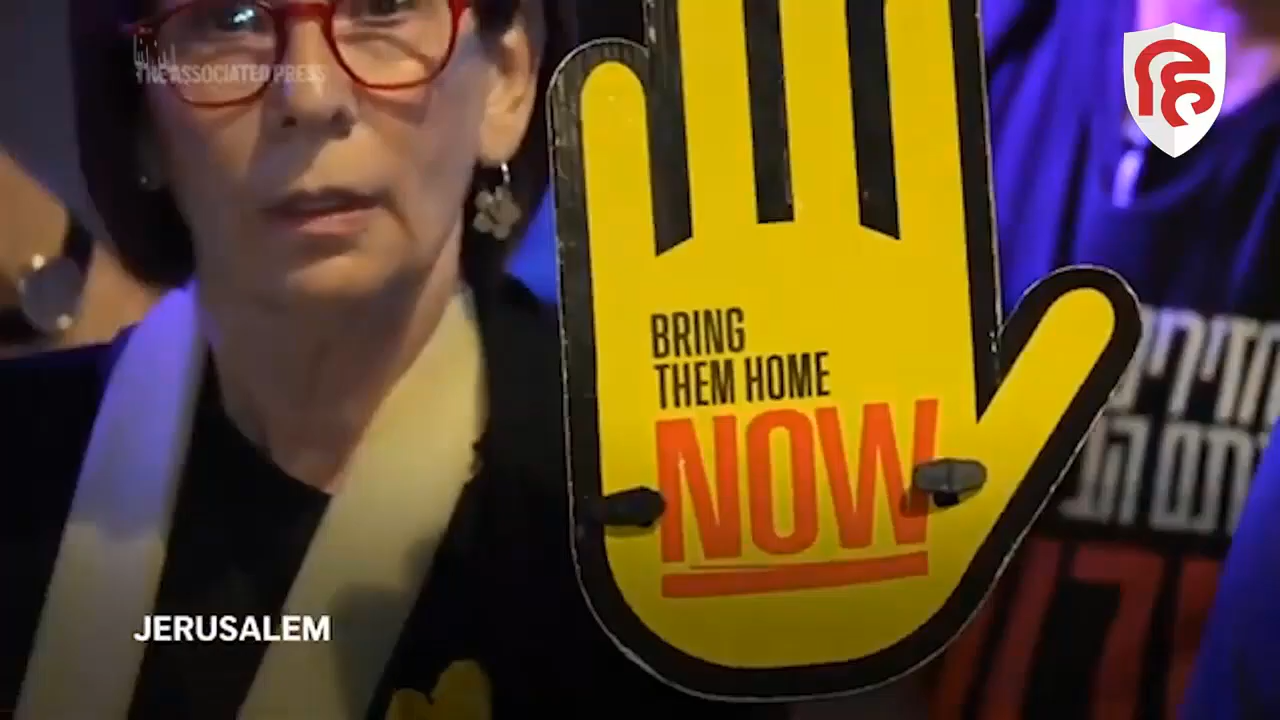 THE ASSOCIATED PRESS
BRING
THEM HOME
NOW
JERUSALEM